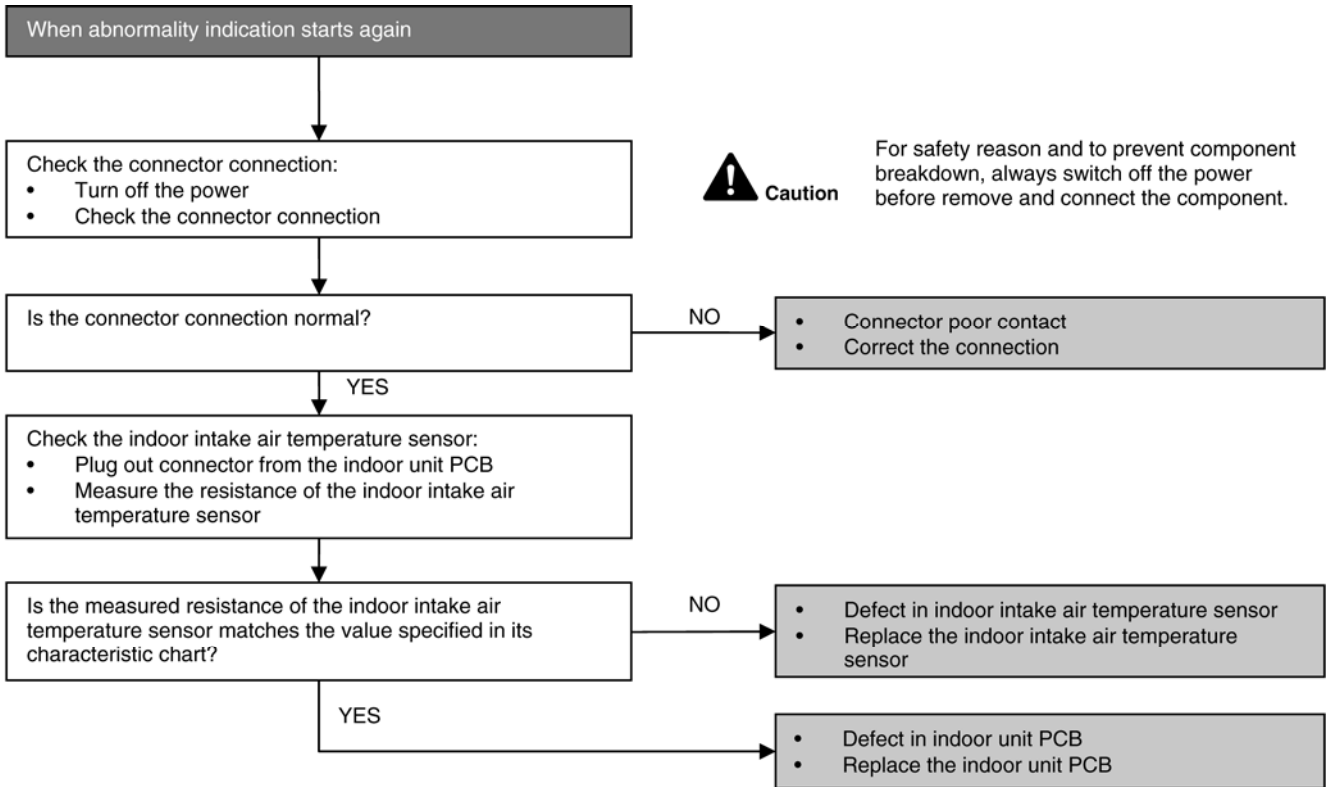 When abnormality indication starts again
Check the connector connection:
• Turn off the power
• Check the connector connection
Caution
For safety reason and to prevent component
breakdown, always switch off the power
before remove and connect the component.
Is the connector connection normal?
NO
• Connector poor contact
• Correct the connection
YES
Check the indoor intake air temperature sensor:
• Plug out connector from the indoor unit PCB
• Measure the resistance of the indoor intake air
temperature sensor
Is the measured resistance of the indoor intake air
temperature sensor matches the value specified in its
characteristic chart?
NO
• Defect in indoor intake air temperature sensor
• Replace the indoor intake air temperature
sensor
YES
• Defect in indoor unit PCB
• Replace the indoor unit PCB